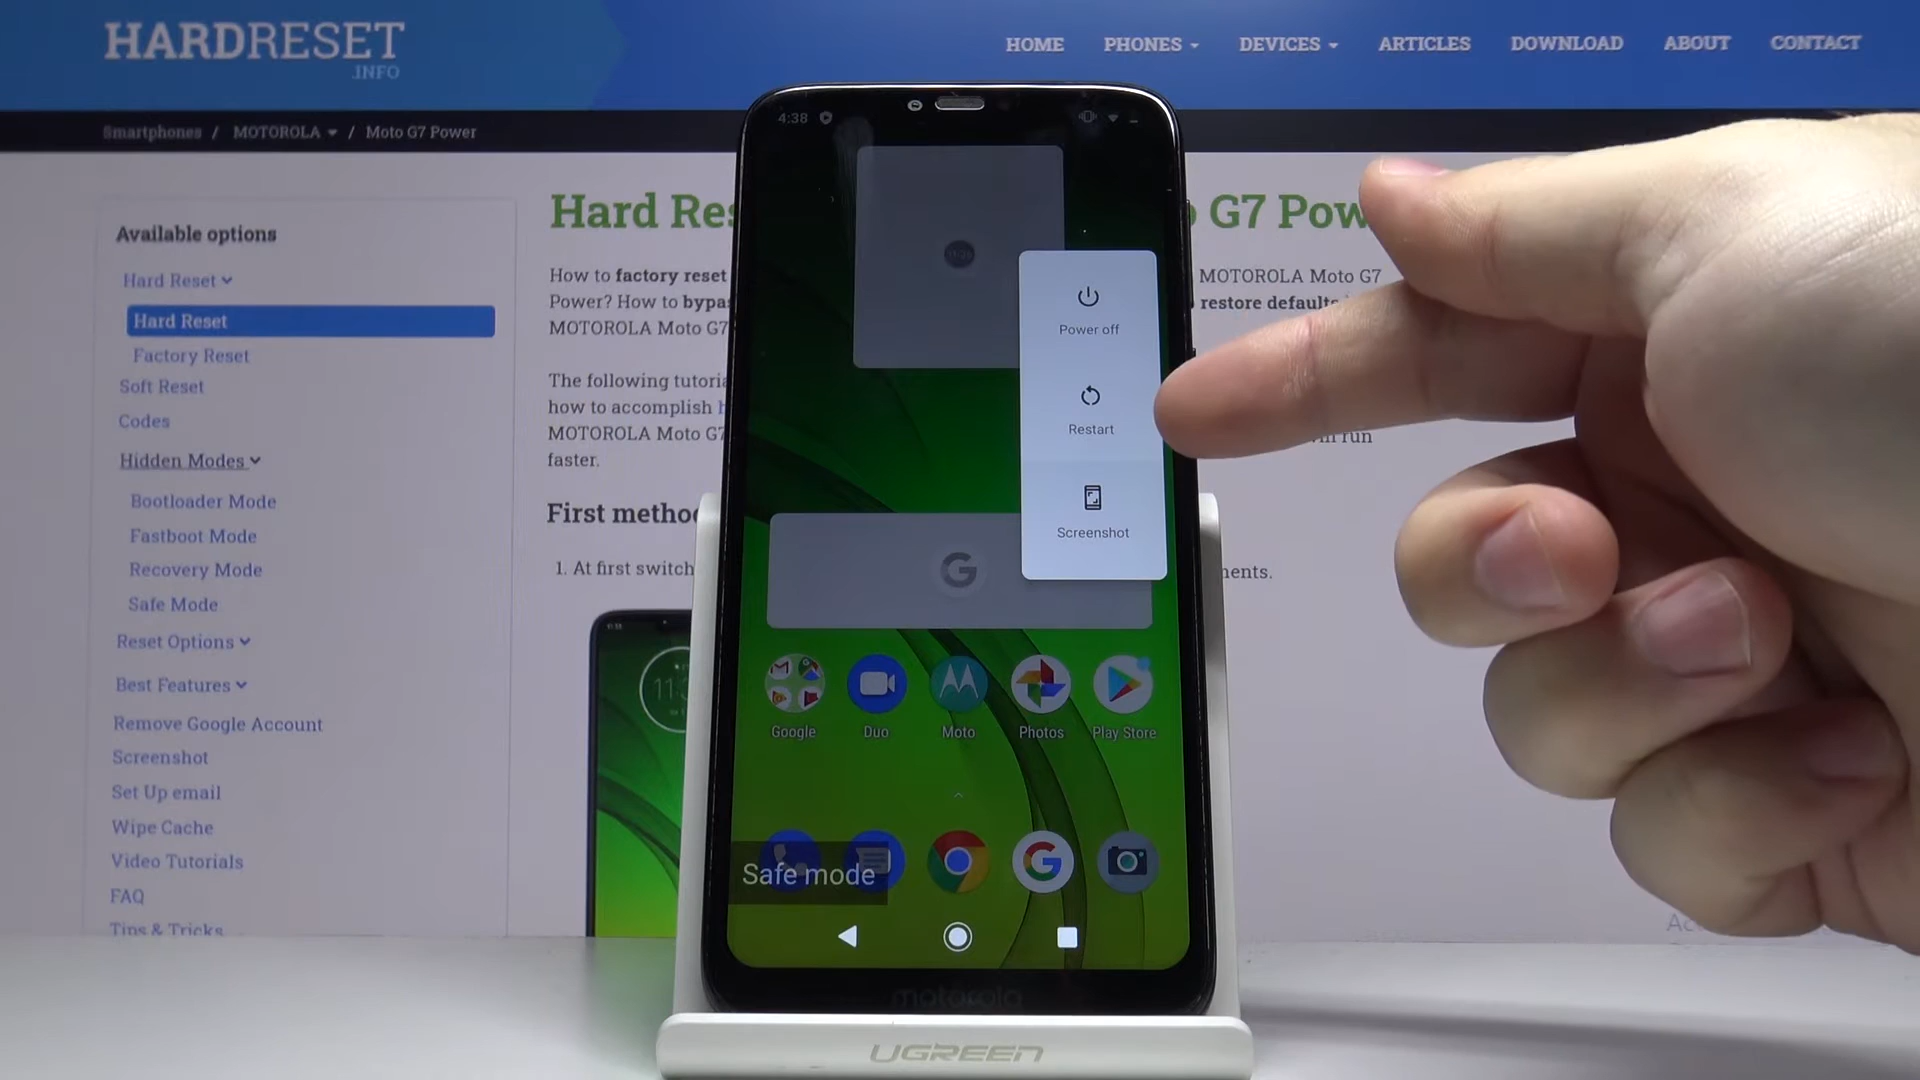 HARDRESET
.INFO
HOME PHONES DEVICES ARTICLES DOWNLOAD ABOUT CONTACT
Smartphones / MOTOROLA / Moto G7 Power
Available options
Hard Reset
Hard Reset
Factory Reset
Soft Reset
Codes
Hidden Modes
Bootloader Mode
Fastboot Mode
Recovery Mode
Safe Mode
Reset Options
Best Features
Remove Google Account
Screenshot
Set Up email
Wipe Cache
Video Tutorials
FAQ
Tips & Tricks
Hard Res G7 Pow
How to factory reset MOTOROLA Moto G7
Power? How to bypas restore defaults
MOTOROLA Moto G7
The following tutoria
how to accomplish h
MOTOROLA Moto G7 run
faster.
First method
1. At first switch
4:38
Power off
Restart
Screenshot
G
Google Duo Moto Photos Play Store
Safe mode
motorola
UGREEN